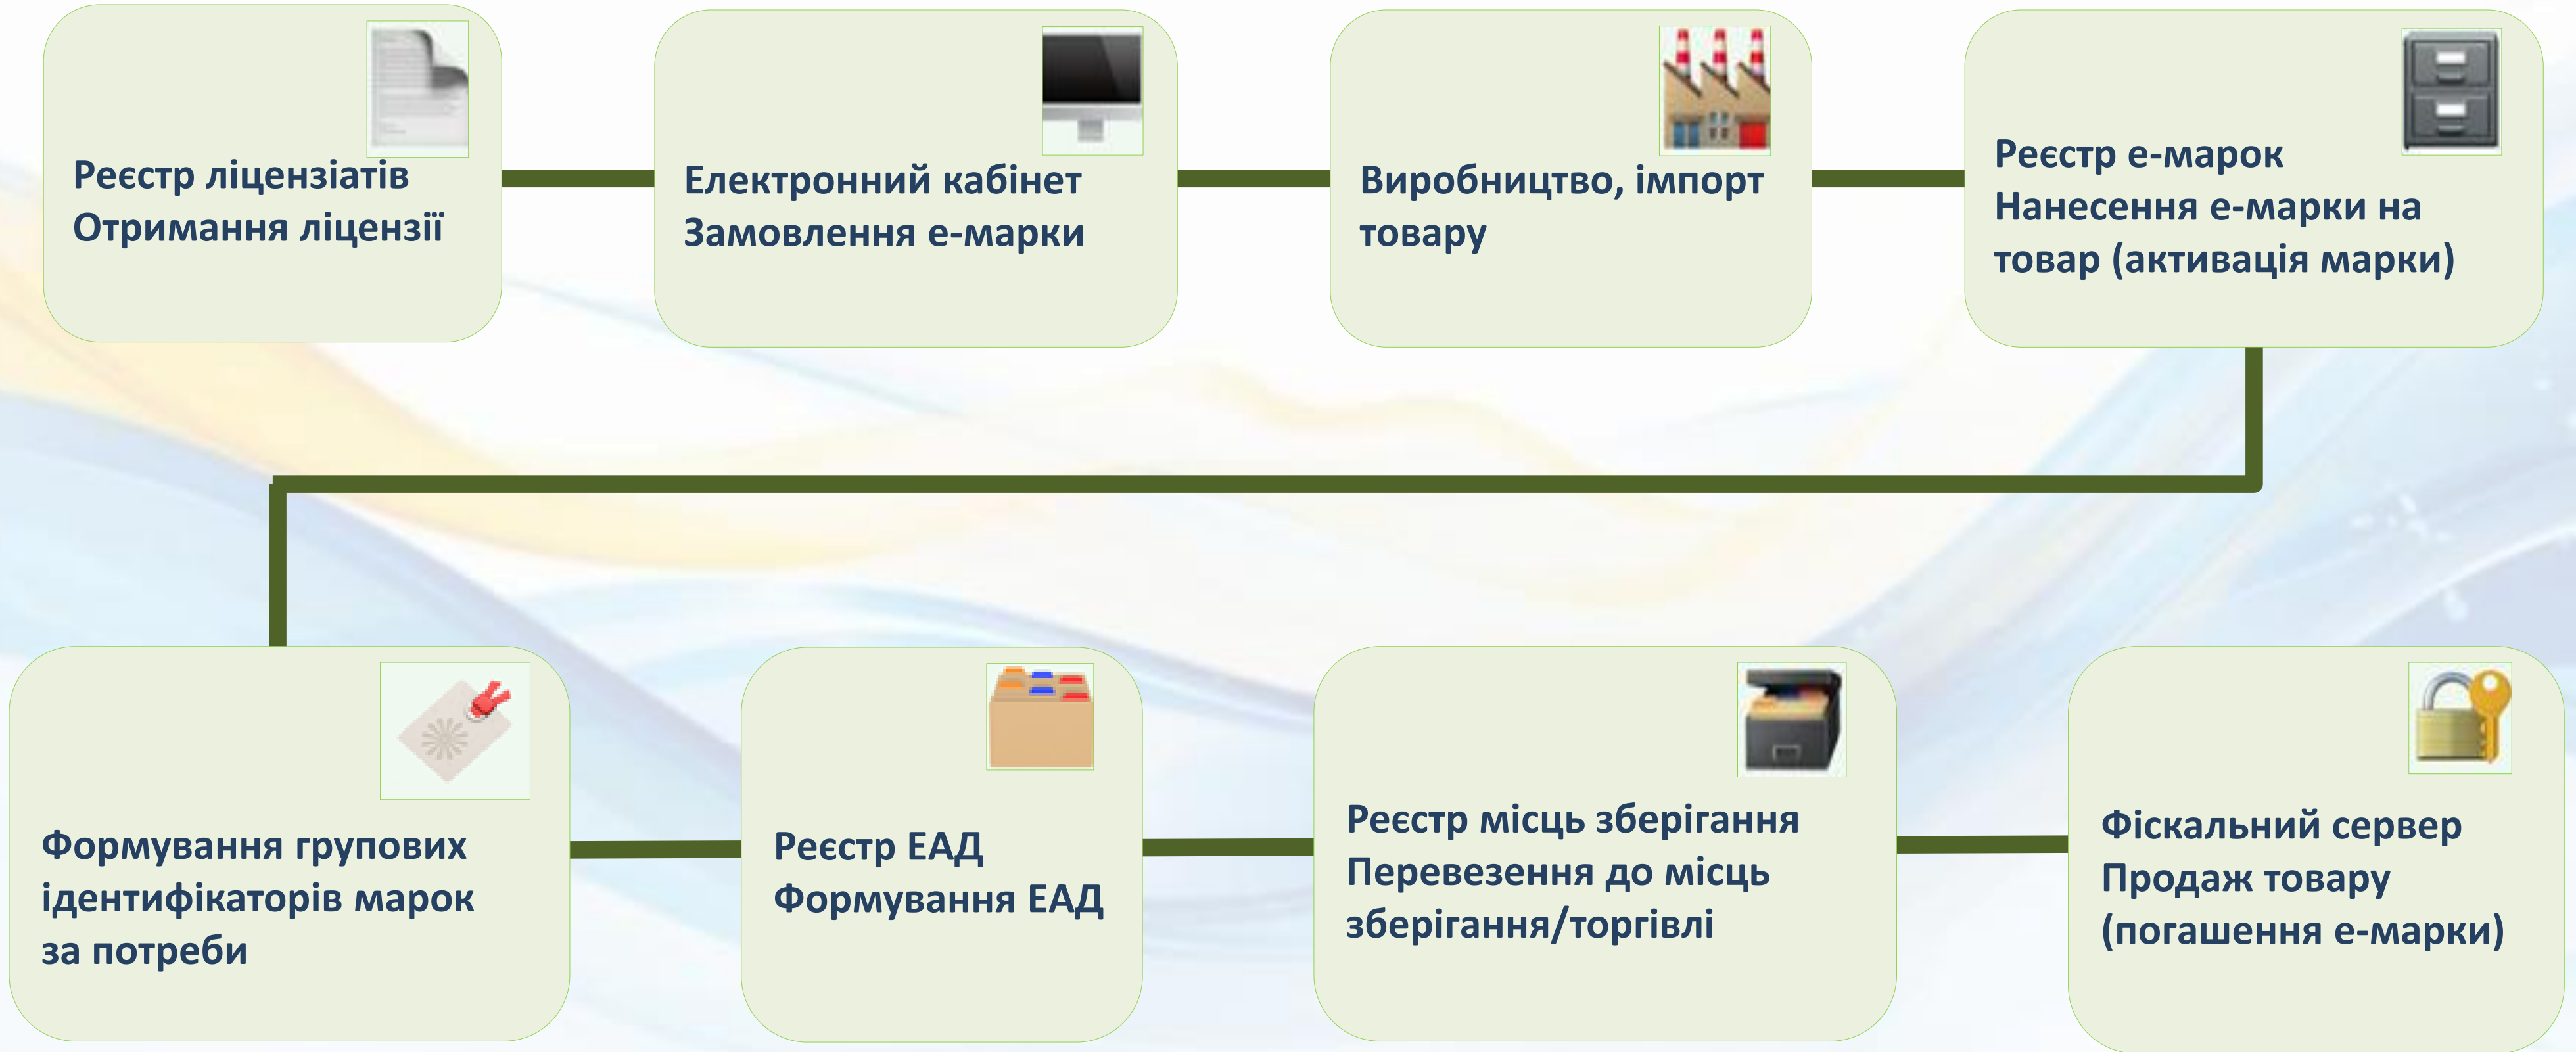 Реєстр ліцензіатів
Отримання ліцензії
Електронний кабінет
Замовлення е-марки
Виробництво, імпорт
товару
Реєстр е-марок
Нанесення е-марки на
товар (активація марки)
Формування групових
ідентифікаторів марок
за потреби
Реєстр ЕАД
Формування ЕАД
Реєстр місць зберігання
Перевезення до місць
зберігання/торгівлі
Фіскальний сервер
Продаж товару
(погашення е-марки)